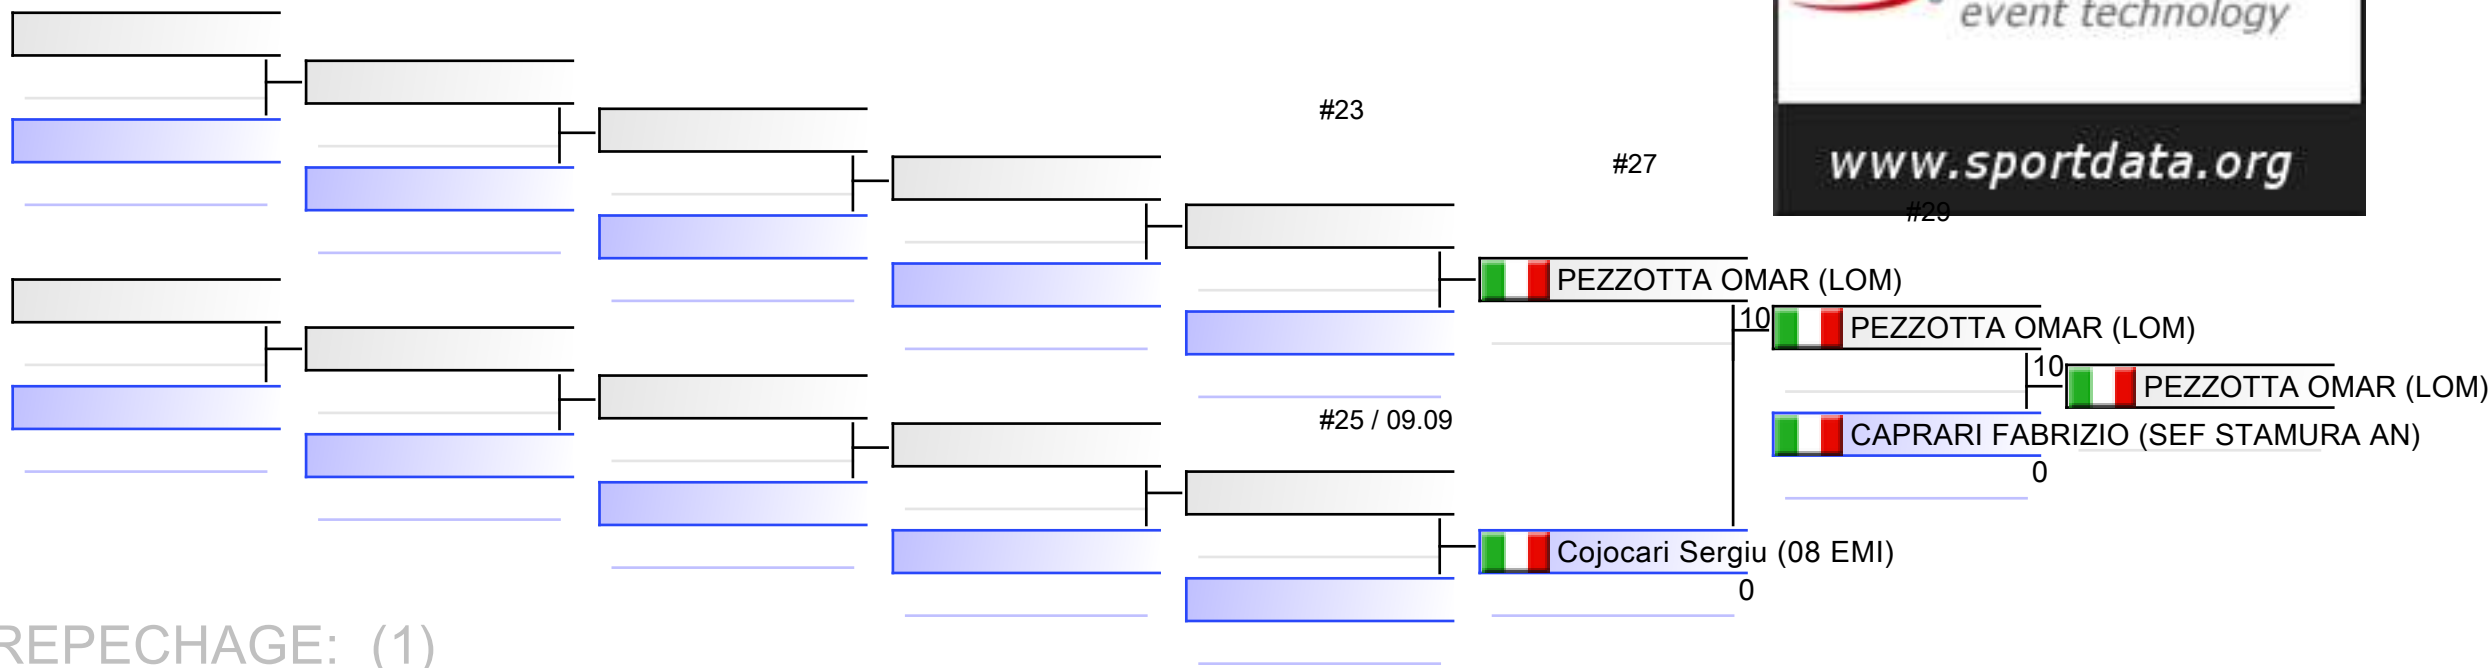 event technology
www.sportdata.org
#23
#27
#29
PEZZOTTA OMAR (LOM)
10
PEZZOTTA OMAR (LOM)
10
PEZZOTTA OMAR (LOM)
#25 / 09.09
CAPRARI FABRIZIO (SEF STAMURA AN)
0
Cojocari Sergiu (08 EMI)
0
REPECHAGE: (1)